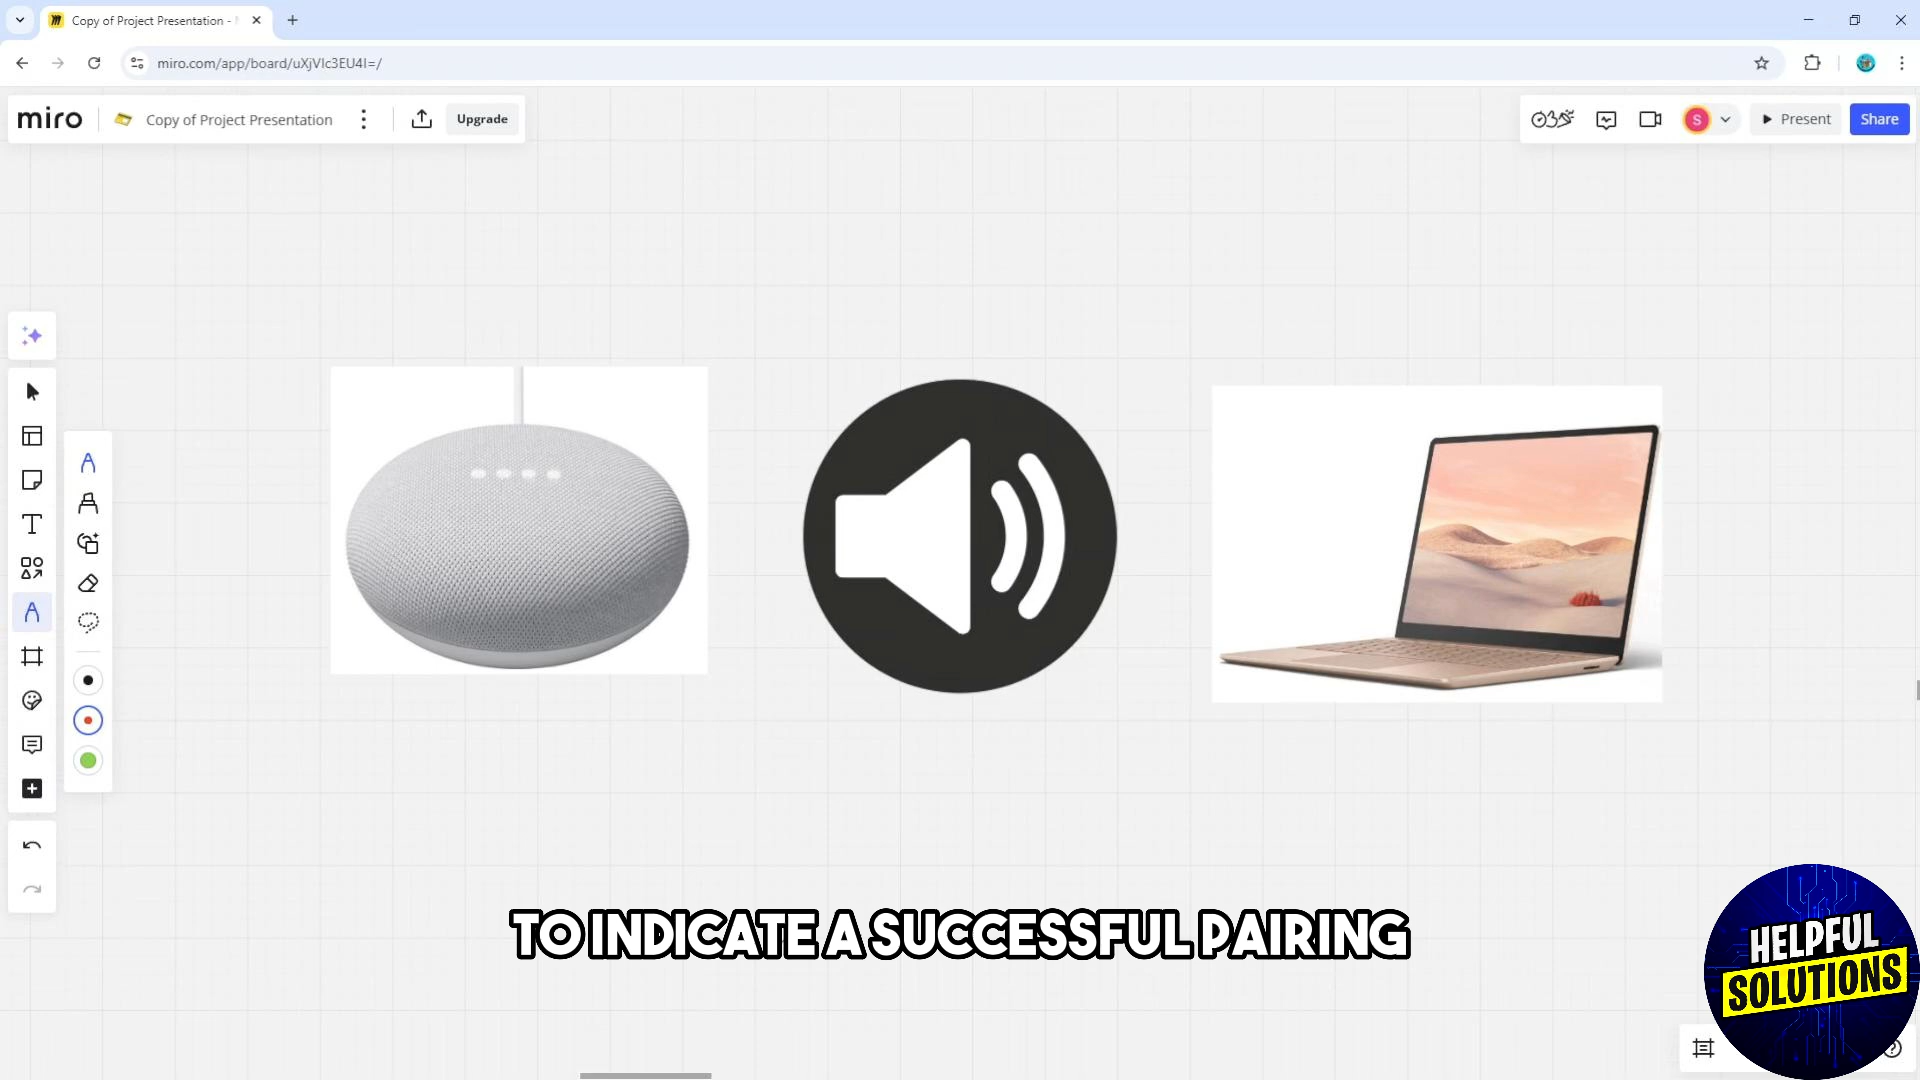 Copy of Project Presentation -
miro.com/app/board/uXjVIc3EU4I=/
miro
Copy of Project Presentation
Upgrade
S
Present
Share
TO INDICATE A SUCCESSFUL PAIRING
HELPFUL
SOLUTIONS